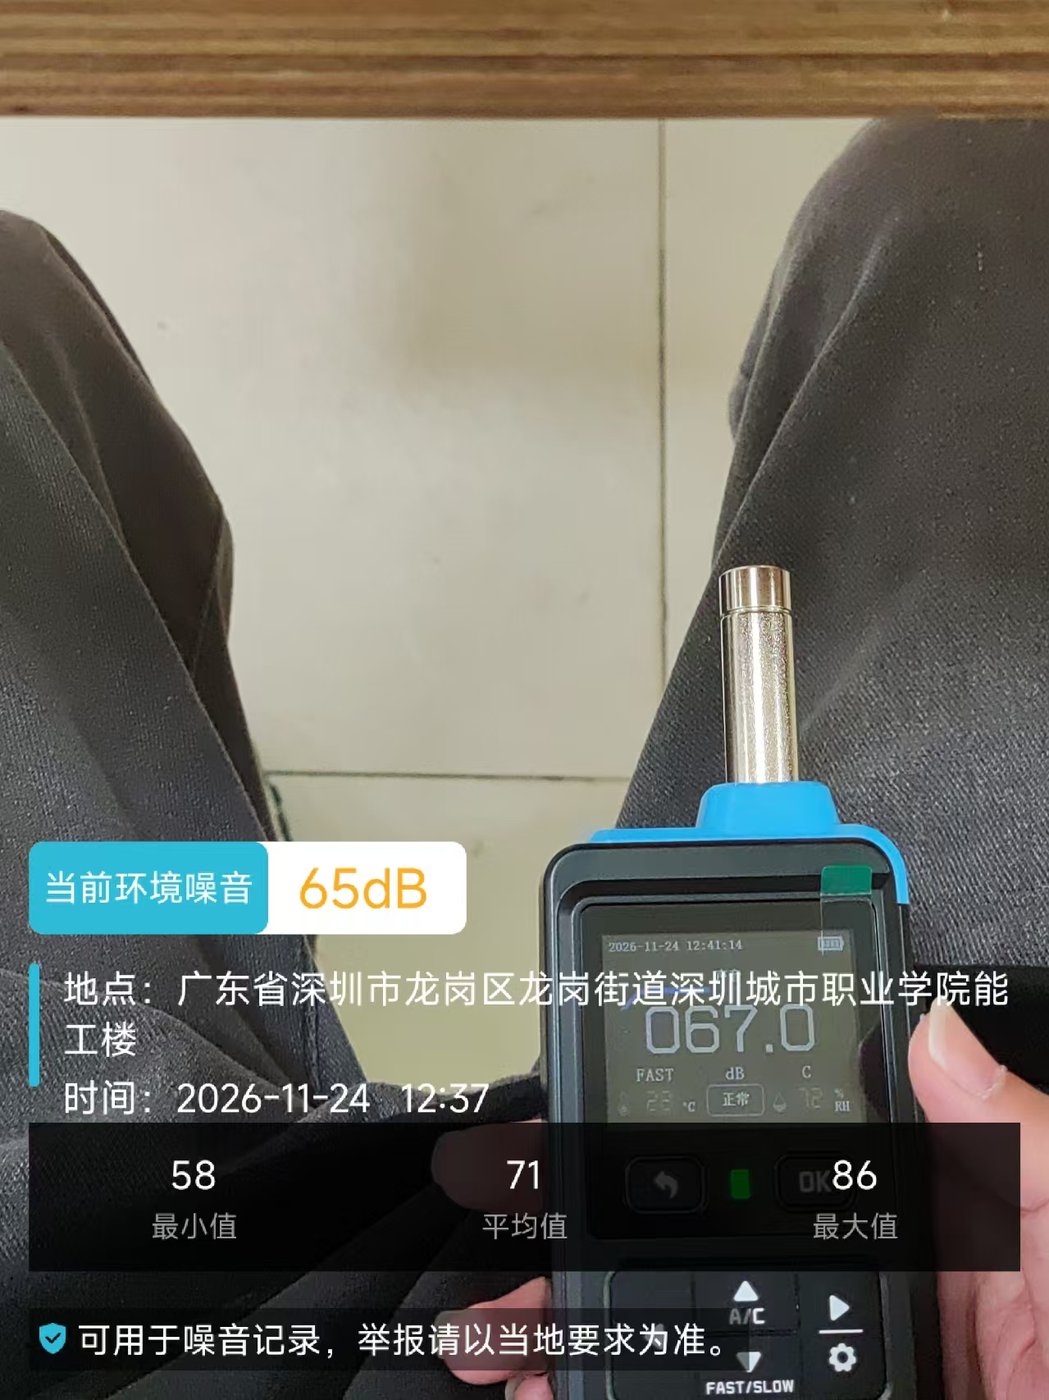 2026-11-24 12:41:14
067.0
FAST dB C
正常
°C
%
RH
OK
A/C
FAST/SLOW
当前环境噪音 65dB
地点：广东省深圳市龙岗区龙岗街道深圳城市职业学院能
工楼
时间：2026-11-24 12:37
58 71 86
最小值 平均值 最大值
可用于噪音记录，举报请以当地要求为准。